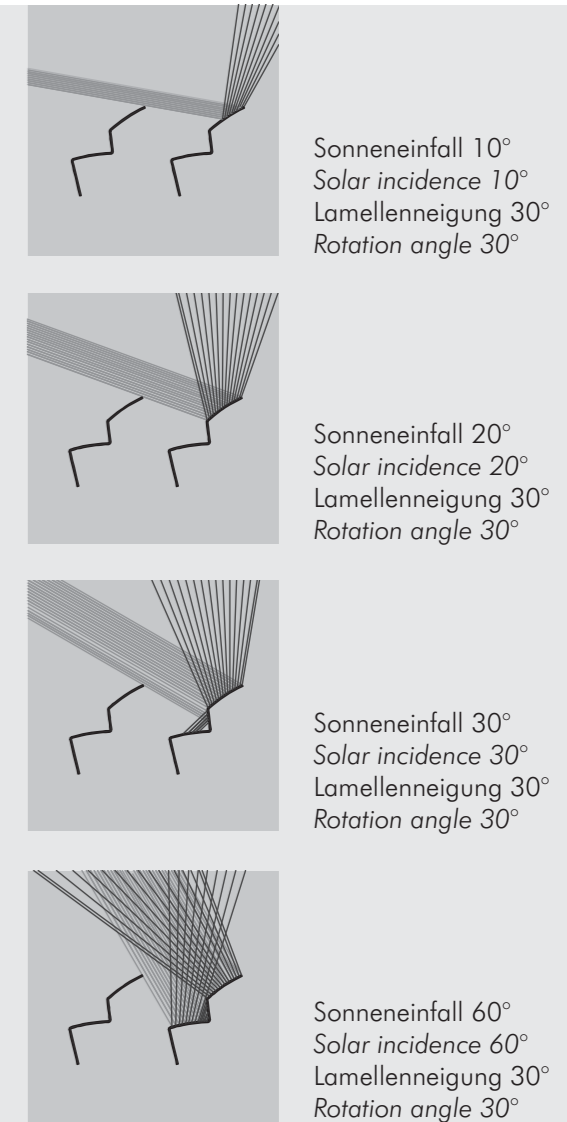 Sonneneinfall 10°
Solar incidence 10°
Lamellenneigung 30°
Rotation angle 30°
Sonneneinfall 20°
Solar incidence 20°
Lamellenneigung 30°
Rotation angle 30°
Sonneneinfall 30°
Solar incidence 30°
Lamellenneigung 30°
Rotation angle 30°
Sonneneinfall 60°
Solar incidence 60°
Lamellenneigung 30°
Rotation angle 30°